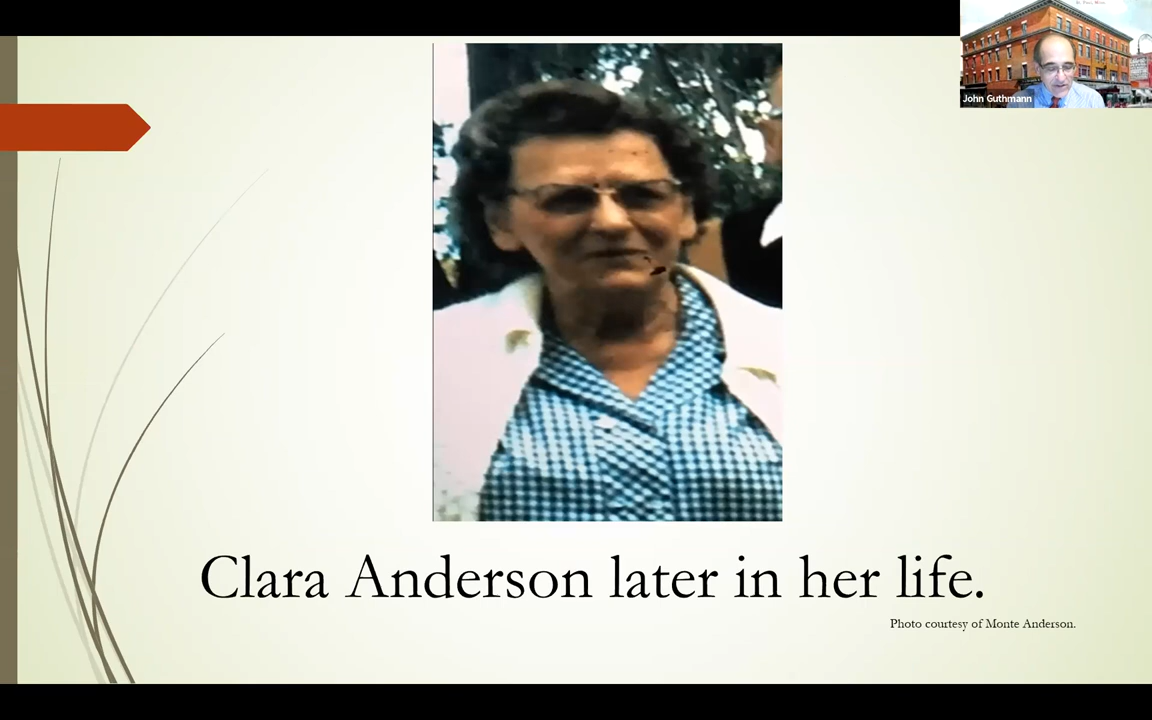 John Guthmann
Clara Anderson later in her life.
Photo courtesy of Monte Anderson.